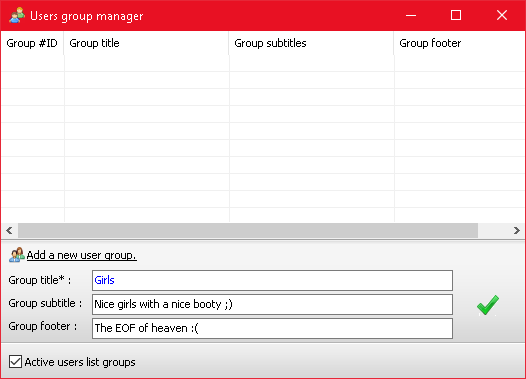 Users group manager
Group #ID Group title Group subtitles Group footer
Add a new user group.
Group title* : Girls
Group subtitle : Nice girls with a nice booty ;)
Group footer : The EOF of heaven :(
Active users list groups